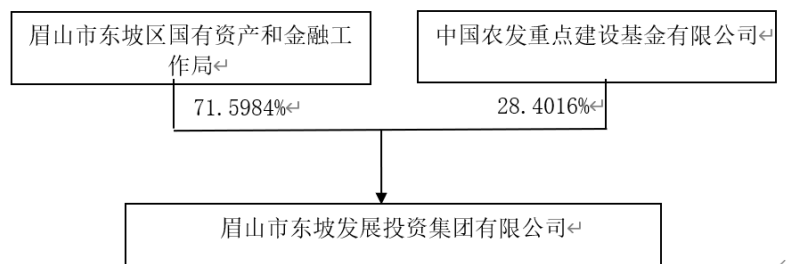 眉山市东坡区国有资产和金融工
作局↵
中国农发重点建设基金有限公司↵
71.5984%↵
28.4016%↵
眉山市东坡发展投资集团有限公司↵